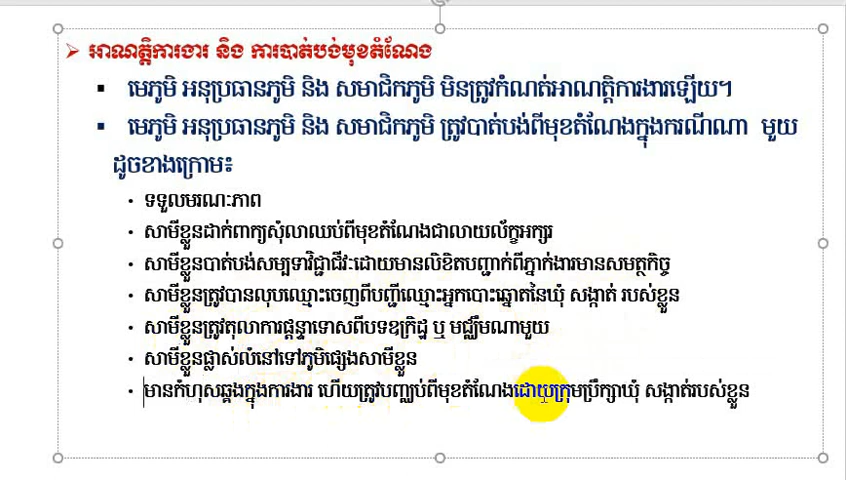 អាណត្តិការងារ និង ការបាត់បង់មុខតំណែង
មេភូមិ អនុប្រធានភូមិ និង សមាជិកភូមិ មិនត្រូវកំណត់អាណត្តិការងារឡើយ។
មេភូមិ អនុប្រធានភូមិ និង សមាជិកភូមិ ត្រូវបាត់បង់ពីមុខតំណែងក្នុងករណីណា មួយ
ដូចខាងក្រោម៖
ទទួលមរណៈភាព
សាមីខ្លួនដាក់ពាក្យសុំលាឈប់ពីមុខតំណែងជាលាយល័ក្ខអក្សរ
សាមីខ្លួនបាត់បង់សម្បទាវិជ្ជាជីវៈដោយមានលិខិតបញ្ជាក់ពីភ្នាក់ងារមានសមត្ថកិច្ច
សាមីខ្លួនត្រូវបានលុបឈ្មោះចេញពីបញ្ជីឈ្មោះអ្នកបោះឆ្នោតនៃឃុំ សង្កាត់ របស់ខ្លួន
សាមីខ្លួនត្រូវតុលាការផ្តន្ទាទោសពីបទឧក្រិដ្ឋ ឬ មជ្ឈឹមណាមួយ
សាមីខ្លួនផ្លាស់លំនៅទៅភូមិផ្សេងសាមីខ្លួន
មានកំហុសឆ្គងក្នុងការងារ ហើយត្រូវបញ្ឈប់ពីមុខតំណែងដោយក្រុមប្រឹក្សាឃុំ សង្កាត់របស់ខ្លួន